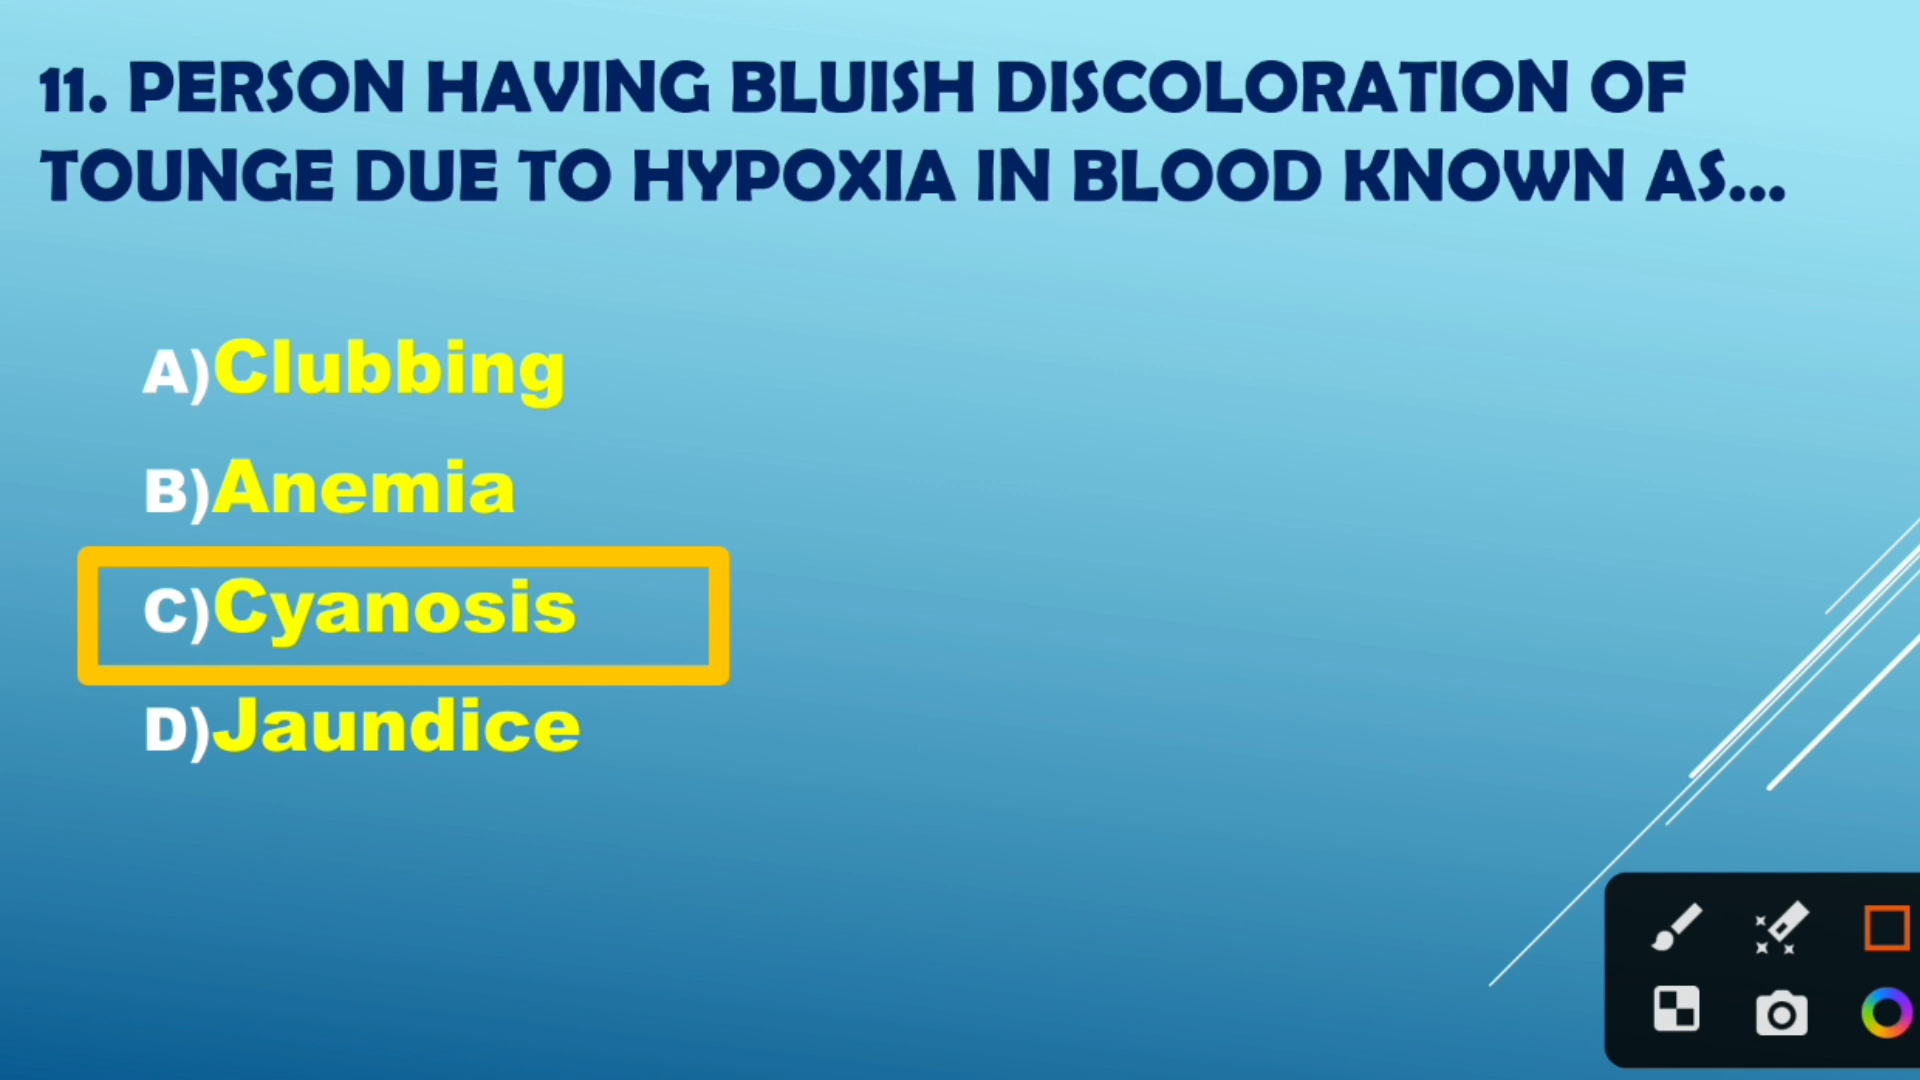 11. PERSON HAVING BLUISH DISCOLORATION OF
TOUNGE DUE TO HYPOXIA IN BLOOD KNOWN AS...
A)Clubbing
B)Anemia
C)Cyanosis
D)Jaundice